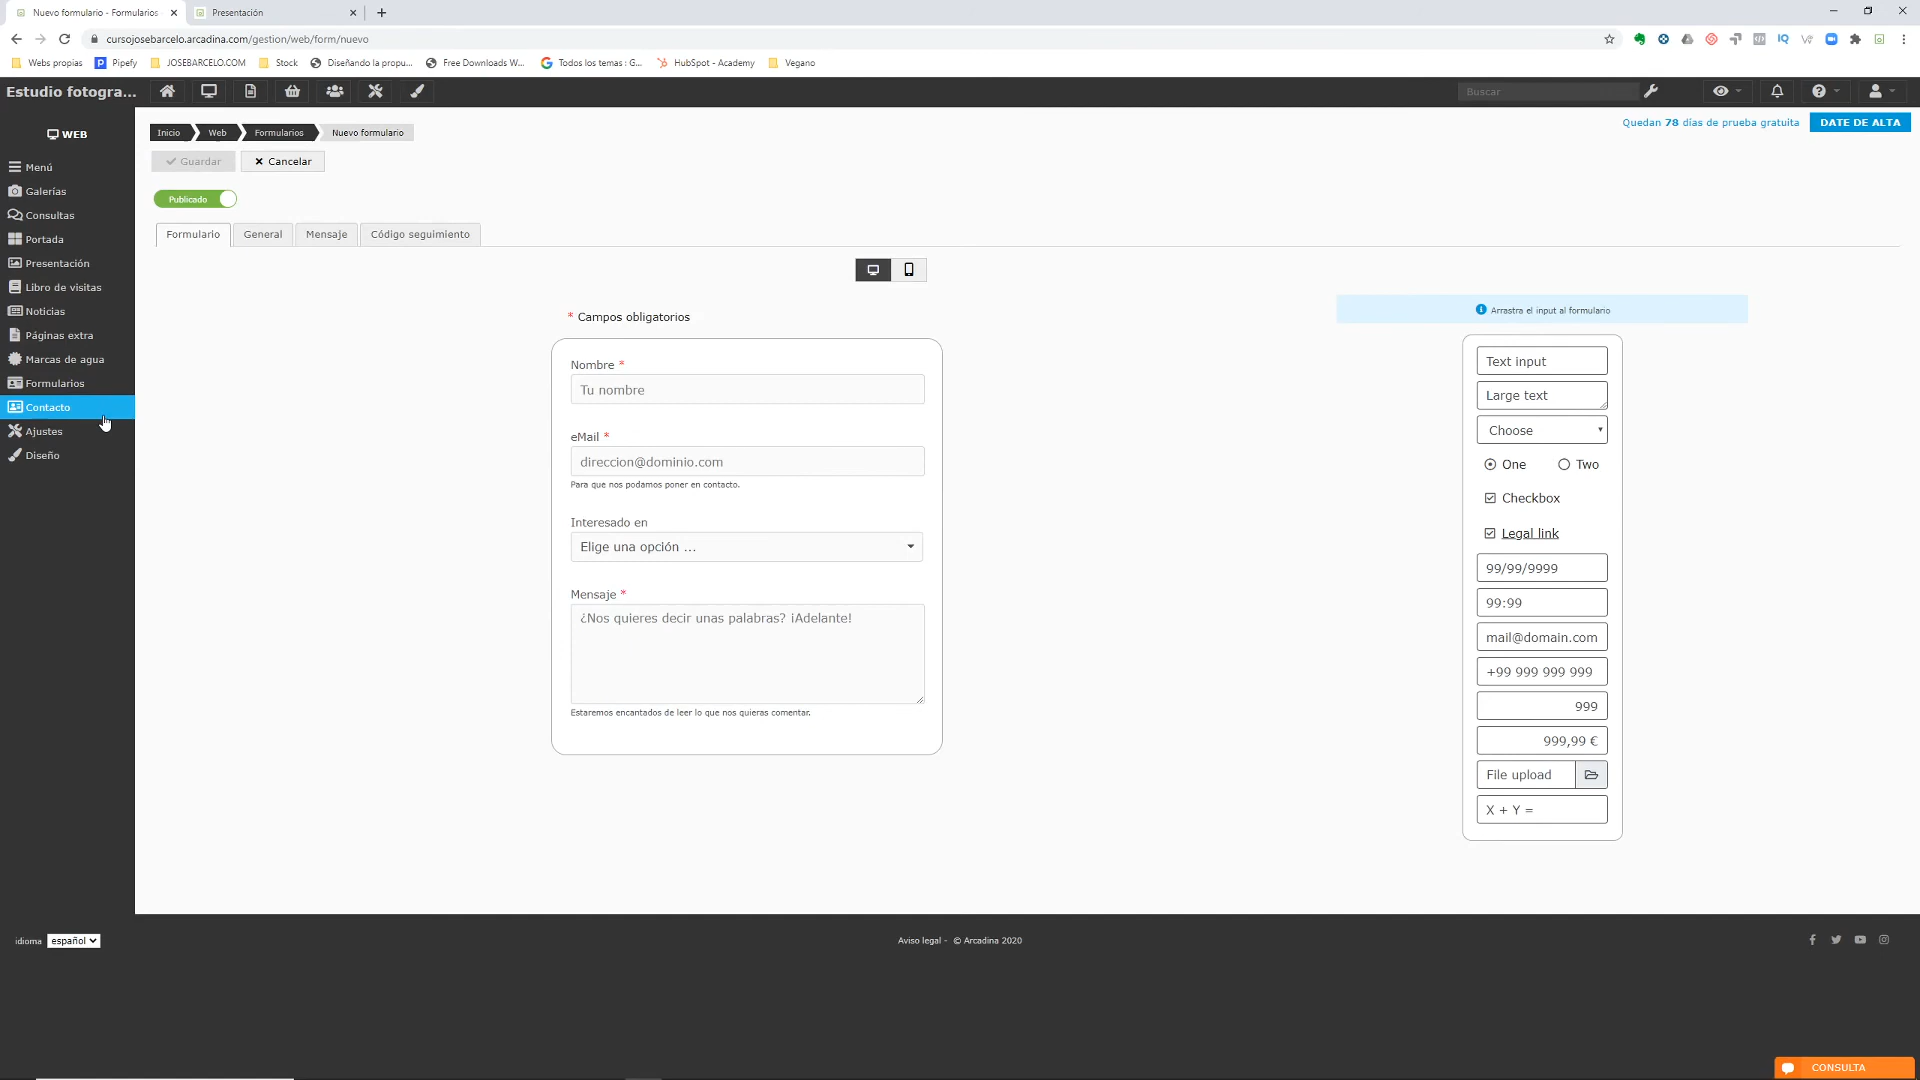 Nuevo formulario - Formularios
Presentación
cursojosebarcelo.arcadina.com/gestion/web/form/nuevo
Webs propias
Pipefy
JOSEBARCELO.COM
Stock
Diseñando la propu...
Free Downloads W...
Todos los temas : G...
HubSpot - Academy
Vegano
Estudio fotogra...
Buscar
WEB
Menú
Galerías
Consultas
Portada
Presentación
Libro de visitas
Noticias
Páginas extra
Marcas de agua
Formularios
Contacto
Ajustes
Diseño
Inicio
Web
Formularios
Nuevo formulario
Quedan 78 días de prueba gratuita
DATE DE ALTA
Guardar
Cancelar
Publicado
Formulario
General
Mensaje
Código seguimiento
* Campos obligatorios
Nombre *
Tu nombre
eMail *
direccion@dominio.com
Para que nos podamos poner en contacto.
Interesado en
Elige una opción ...
Mensaje *
¿Nos quieres decir unas palabras? ¡Adelante!
Estaremos encantados de leer lo que nos quieras comentar.
Arrastra el input al formulario
Text input
Large text
Choose
One
Two
Checkbox
Legal link
99/99/9999
99:99
mail@domain.com
+99 999 999 999
999
999,99 €
File upload
X + Y =
idioma
español
Aviso legal - © Arcadina 2020
CONSULTA